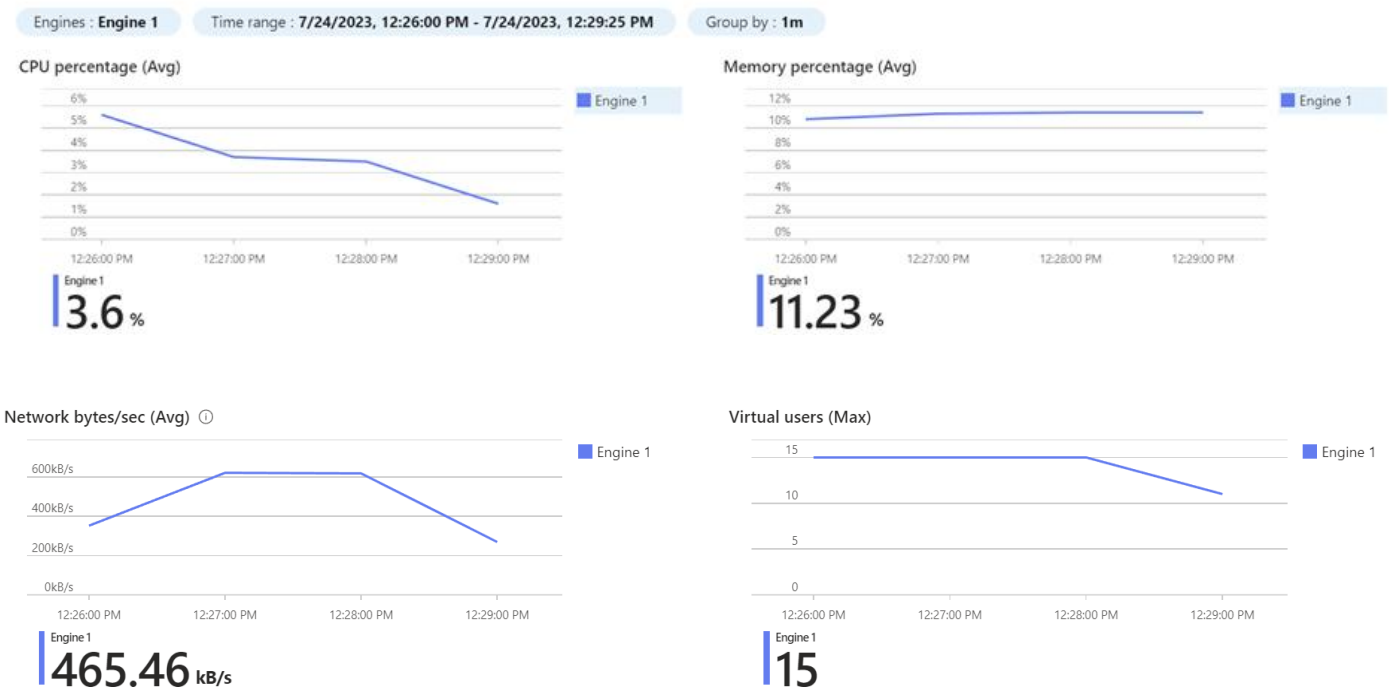 Engines : Engine 1
Time range : 7/24/2023, 12:26:00 PM - 7/24/2023, 12:29:25 PM
Group by : 1m
CPU percentage (Avg)
6%
5%
4%
3%
2%
1%
0%
12:26:00 PM
12:27:00 PM
12:28:00 PM
12:29:00 PM
Engine 1
Engine 1
3.6 %
Memory percentage (Avg)
12%
10%
8%
6%
4%
2%
0%
12:26:00 PM
12:27:00 PM
12:28:00 PM
12:29:00 PM
Engine 1
Engine 1
11.23 %
Network bytes/sec (Avg)
600kB/s
400kB/s
200kB/s
0kB/s
12:26:00 PM
12:27:00 PM
12:28:00 PM
12:29:00 PM
Engine 1
Engine 1
465.46 kB/s
Virtual users (Max)
15
10
5
0
12:26:00 PM
12:27:00 PM
12:28:00 PM
12:29:00 PM
Engine 1
Engine 1
15